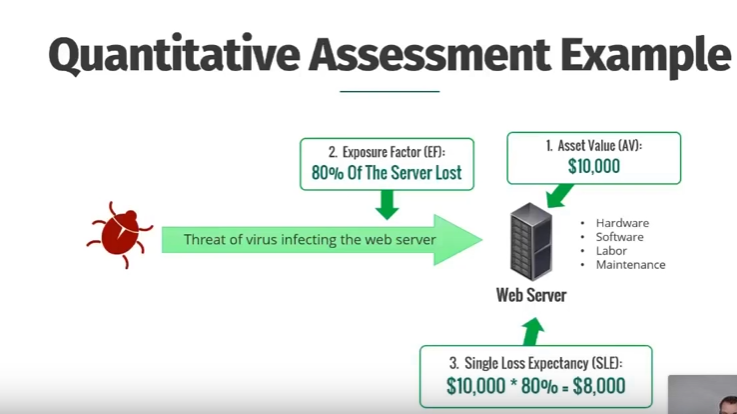 Quantitative Assessment Example
2. Exposure Factor (EF):
80% Of The Server Lost
1. Asset Value (AV):
$10,000
Threat of virus infecting the web server
• Hardware
• Software
• Labor
• Maintenance
Web Server
3. Single Loss Expectancy (SLE):
$10,000 * 80% = $8,000